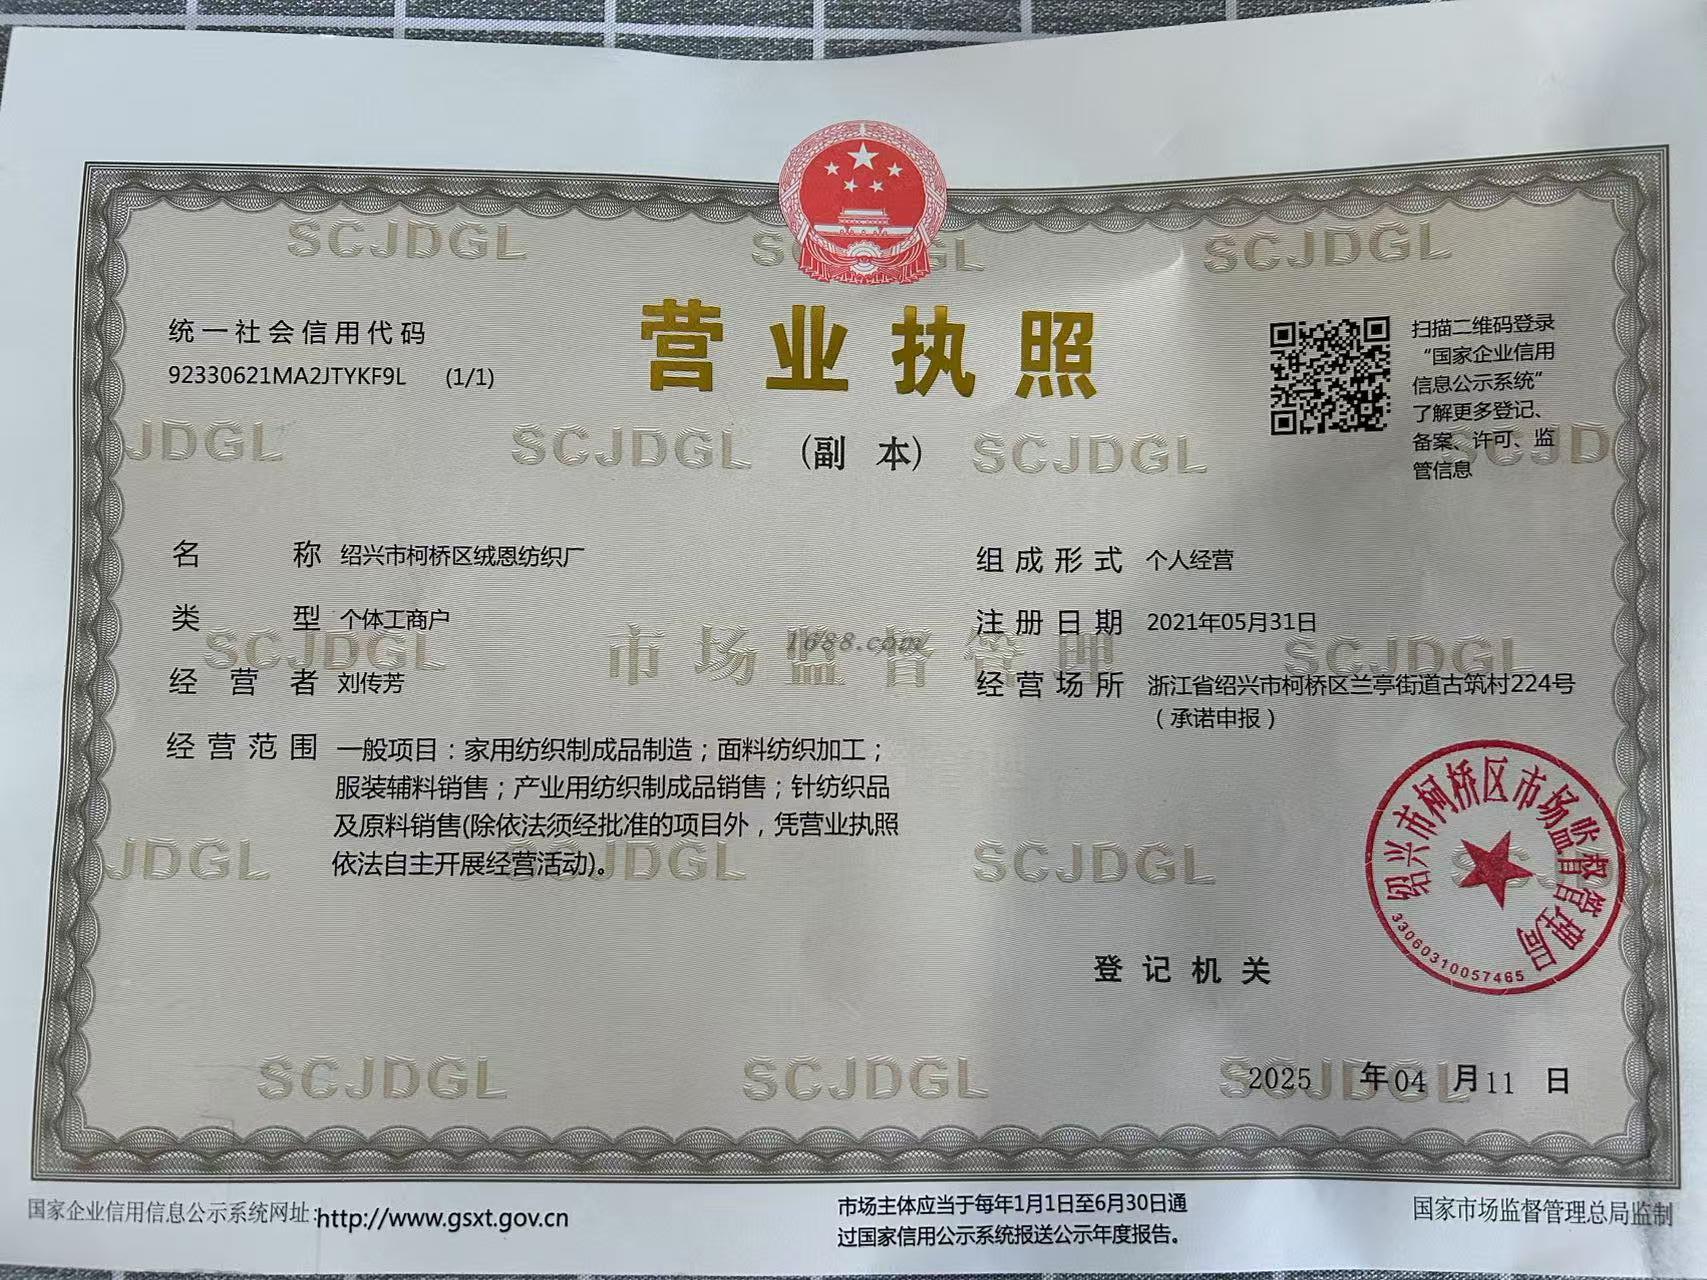 统一社会信用代码
92330621MA2JTYKF9L (1/1)
营业执照
(副 本)
扫描二维码登录
“国家企业信用
信息公示系统”
了解更多登记、
备案、许可、监
管信息
名 称 绍兴市柯桥区绒恩纺织厂
类 型 个体工商户
经 营 者 刘传芳
经营范围 一般项目：家用纺织制成品制造；面料纺织加工；
服装辅料销售；产业用纺织制成品销售；针纺织品
及原料销售(除依法须经批准的项目外，凭营业执照
依法自主开展经营活动)。
组成形式 个人经营
注册日期 2021年05月31日
经营场所 浙江省绍兴市柯桥区兰亭街道古筑村224号
（承诺申报）
SCJDGL SCJDGL SCJDGL
JDGL SCJDGL SCJDGL SCJD
SCJDGL 市场监督管理 SCJDGL
1688.com
JDGL SCJDGL SCJDGL SCJD
SCJDGL SCJDGL SCJDGL
绍兴市柯桥区市场监督管理局
33060310057465
登记机关
2025 年 04 月 11 日
国家企业信用信息公示系统网址:http://www.gsxt.gov.cn
市场主体应当于每年1月1日至6月30日通
过国家信用公示系统报送公示年度报告。
国家市场监督管理总局监制